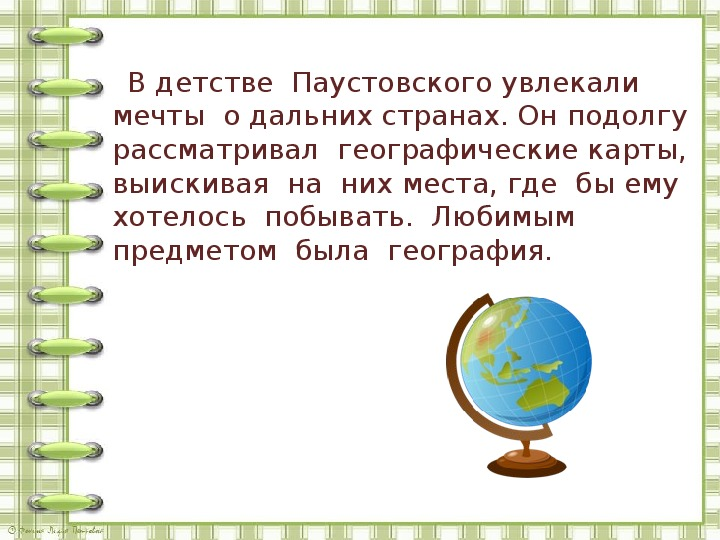 В детстве Паустовского увлекали
мечты о дальних странах. Он подолгу
рассматривал географические карты,
выискивая на них места, где бы ему
хотелось побывать. Любимым
предметом была география.